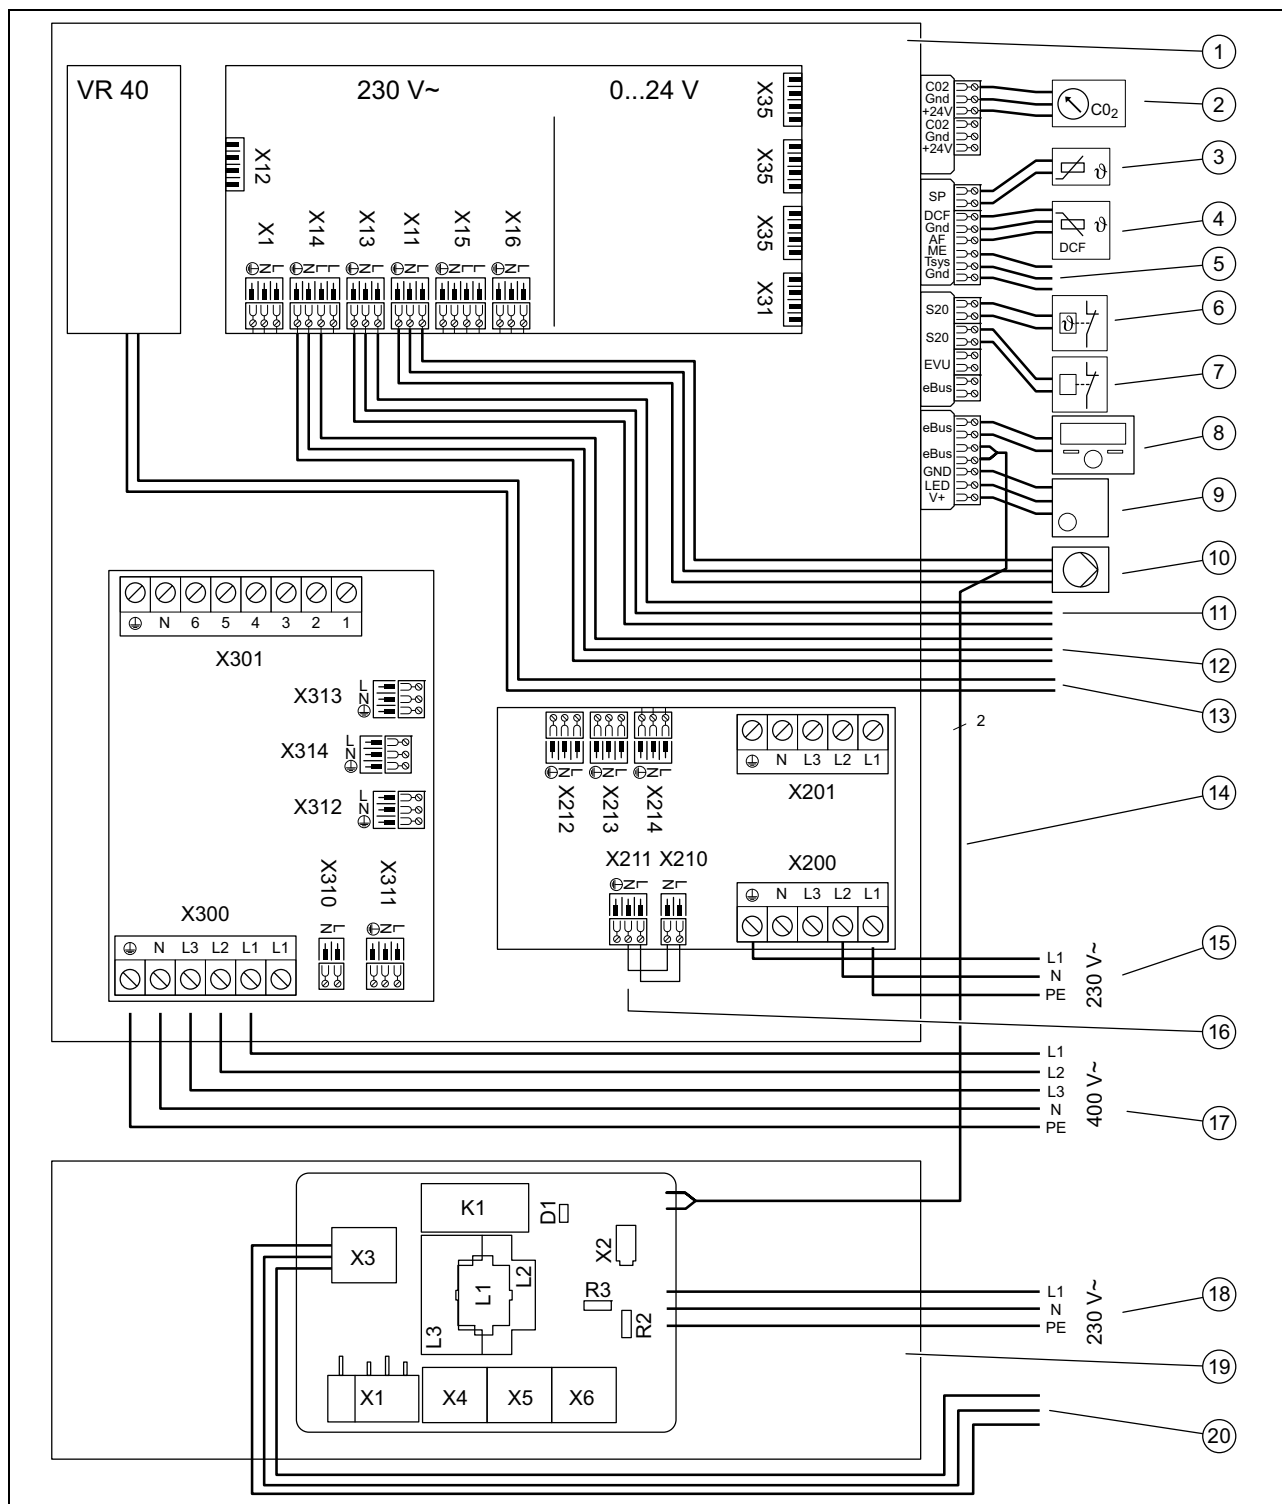 1
VR 40
230 V~
0...24 V
X35
X35
X35
X31
X12
X1
X14
X13
X11
X15
X16
N L
N L L
N L
N L
N L L
N L
C02
Gnd
+24V
C02
Gnd
+24V
C02
2
SP
3
DCF
Gnd
AF
ME
Tsys
Gnd
ϑ
ϑ
DCF
4
5
S20
S20
EVU
eBus
ϑ
6
7
eBus
eBus
GND
LED
V+
8
9
10
11
12
13
N 6 5 4 3 2 1
X301
X313
L
N
X314
L
N
X312
L
N
X310
X311
N L
N L
X300
N L3 L2 L1 L1
N L
N L
N L
X212
X213
X214
N L3 L2 L1
X201
X211 X210
N L
N L
X200
N L3 L2 L1
2
14
L1
N
PE
230 V~
15
16
L1
L2
L3
N
PE
400 V~
17
K1
D1
X3
X2
L1
L2
L3
R3
R2
X1
X4
X5
X6
L1
N
PE
230 V~
18
19
20